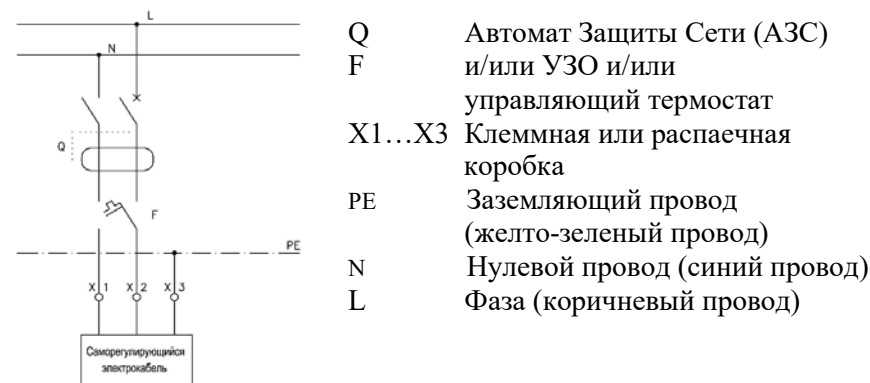 L
N
Q
F
PE
X 1 X 2 X 3
Саморегулирующийся
электрокабель
Q Автомат Защиты Сети (АЗС)
F и/или УЗО и/или
управляющий термостат
X1…X3 Клеммная или распаечная
коробка
PE Заземляющий провод
(желто-зеленый провод)
N Нулевой провод (синий провод)
L Фаза (коричневый провод)